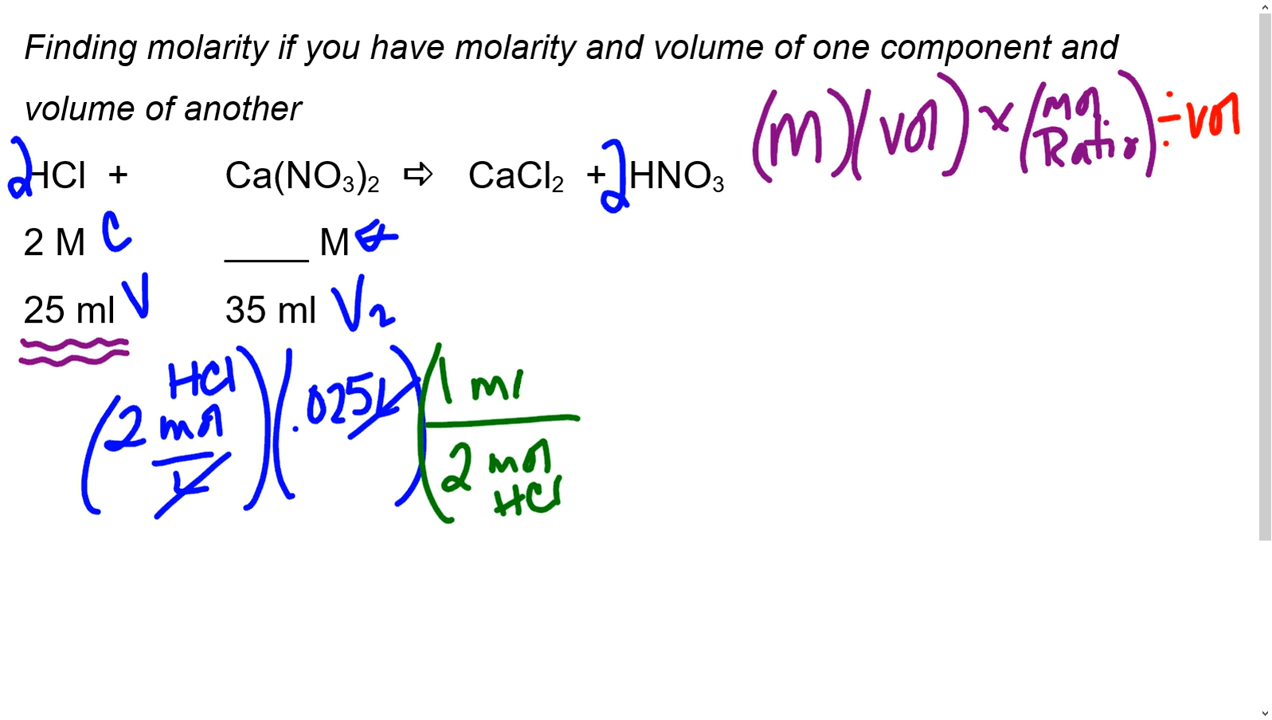 Finding molarity if you have molarity and volume of one component and
volume of another
(M)(vol) x (mol. Ratio) ÷ vol
2HCl + Ca(NO₃)₂ ⇨ CaCl₂ + 2HNO₃
2 M C ____ M ←
25 ml V 35 ml V₂
(2 mol HCl / L)(.025L)(1 mol / 2 mol HCl